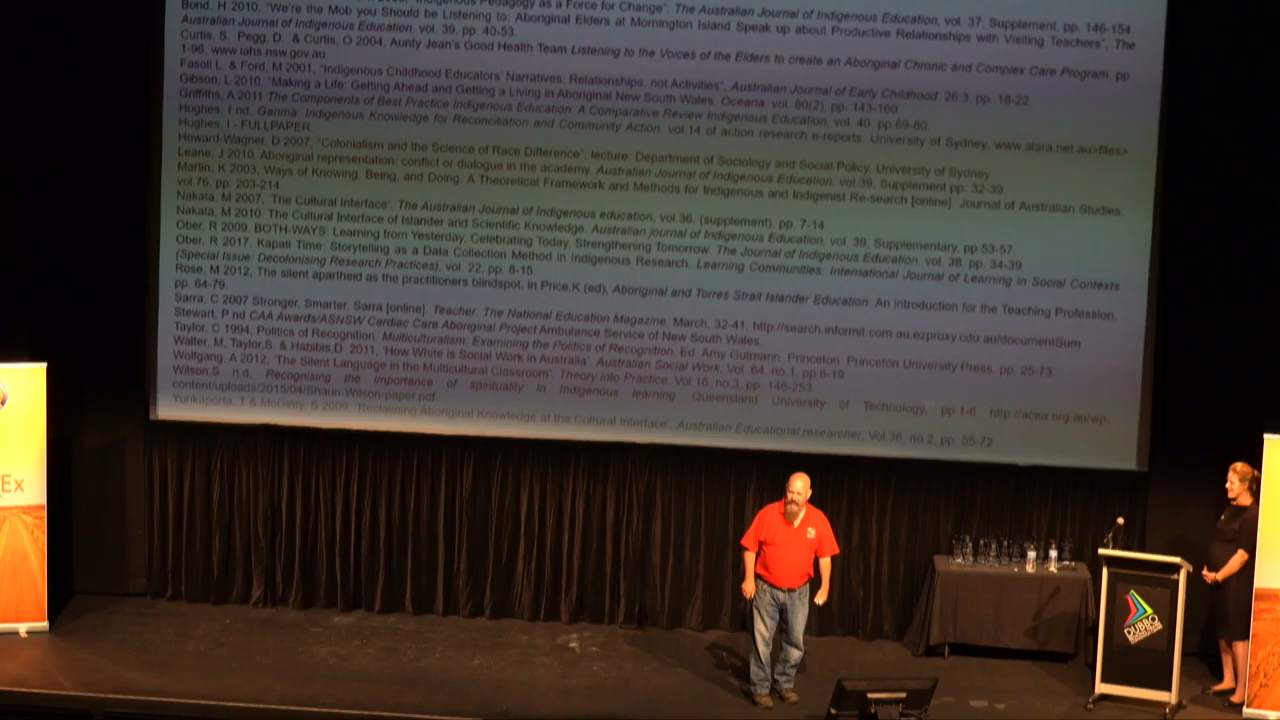 "Indigenous Pedagogy as a Force for Change". The Australian Journal of Indigenous Education, vol. 37, Supplement, pp. 146-154.
Bond, H 2010, "We're the Mob you Should be Listening to: Aboriginal Elders at Mornington Island Speak up about Productive Relationships with Visiting Teachers", The
Australian Journal of Indigenous Education, vol. 39, pp. 40-53.
Curtis, S. Pegg, D. & Curtis, O 2004, Aunty Jean's Good Health Team Listening to the Voices of the Elders to create an Aboriginal Chronic and Complex Care Program, pp.
1-96, www.iahs.nsw.gov.au.
Fasoli L. & Ford, M 2001, "Indigenous Childhood Educators' Narratives: Relationships, not Activities", Australian Journal of Early Childhood, 26.3, pp. 18-22
Gibson, L 2010, "Making a Life: Getting Ahead and Getting a Living in Aboriginal New South Wales. Oceania, vol. 80(2), pp. 143-160
Griffiths, A 2011 The Components of Best Practice Indigenous Education: A Comparative Review Indigenous Education, vol. 40, pp.69-80.
Hughes, I nd, Ganma: Indigenous Knowledge for Reconciliation and Community Action. vol.14 of action research e-reports. University of Sydney, www.alara.net.au>files>
Hughes, I - FULLPAPER
Howard-Wagner, D 2007, "Colonialism and the Science of Race Difference", lecture: Department of Sociology and Social Policy, University of Sydney
Leane, J 2010. Aboriginal representation: conflict or dialogue in the academy, Australian Journal of Indigenous Education, vol.39, Supplement pp. 32-39.
Martin, K 2003, Ways of Knowing, Being, and Doing: A Theoretical Framework and Methods for Indigenous and Indigenist Re-search [online]. Journal of Australian Studies,
vol.76, pp. 203-214.
Nakata, M 2007, 'The Cultural Interface', The Australian Journal of Indigenous education, vol.36, (supplement), pp. 7-14.
Nakata, M 2010. The Cultural Interface of Islander and Scientific Knowledge. Australian journal of Indigenous Education, vol. 39, Supplementary, pp.53-57
Ober, R 2009. BOTH-WAYS: Learning from Yesterday, Celebrating Today, Strengthening Tomorrow. The Journal of Indigenous Education. vol. 38, pp. 34-39
Ober, R 2017. Kapati Time: Storytelling as a Data Collection Method in Indigenous Research. Learning Communities: International Journal of Learning in Social Contexts
(Special Issue: Decolonising Research Practices), vol. 22, pp. 8-15.
Rose, M 2012, The silent apartheid as the practitioners blindspot, in Price,K (ed), Aboriginal and Torres Strait Islander Education: An introduction for the Teaching Profession,
pp. 64-79.
Sarra, C 2007 Stronger, Smarter, Sarra [online]. Teacher: The National Education Magazine, March, 32-41, http://search.informit.com.au.ezproxy.cdu.au/documentSum
Stewart, P nd CAA Awards/ASNSW Cardiac Care Aboriginal Project Ambulance Service of New South Wales.
Taylor, C 1994, Politics of Recognition, Multiculturalism: Examining the Politics of Recognition. Ed. Amy Gutmann. Princeton: Princeton University Press. pp. 25-73.
Walter, M, Taylor,S. & Habibis,D. 2011, 'How White is Social Work in Australia', Australian Social Work, Vol. 64, no.1, pp 6-19
Wolfgang, A 2012, 'The Silent Language in the Multicultural Classroom', Theory into Practice, Vol 16, no.3, pp. 146-253
Wilson,S n.d. Recognising the importance of spirituality in Indigenous learning. Queensland University of Technology, pp.1-6 http://acea.org.au/wp-
content/uploads/2015/04/Shaun-Wilson-paper.pdf
Yunkaporta, T & McGinty, S 2009, 'Reclaiming Aboriginal Knowledge at the Cultural Interface', Australian Educational researcher, Vol 36, no.2, pp. 55-72
Ex
DUBBO